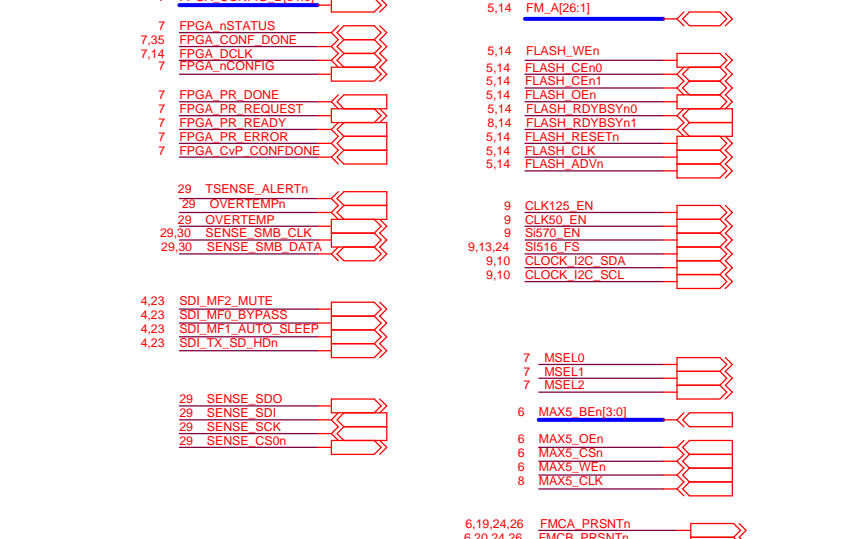 5,14 FM_A[26:1]
7 FPGA_nSTATUS
7,35 FPGA_CONF_DONE
7,14 FPGA_DCLK
7 FPGA_nCONFIG
7 FPGA_PR_DONE
7 FPGA_PR_REQUEST
7 FPGA_PR_READY
7 FPGA_PR_ERROR
7 FPGA_CvP_CONFDONE
29 TSENSE_ALERTn
29 OVERTEMPn
29 OVERTEMP
29,30 SENSE_SMB_CLK
29,30 SENSE_SMB_DATA
4,23 SDI_MF2_MUTE
4,23 SDI_MF0_BYPASS
4,23 SDI_MF1_AUTO_SLEEP
4,23 SDI_TX_SD_HDn
29 SENSE_SDO
29 SENSE_SDI
29 SENSE_SCK
29 SENSE_CS0n
5,14 FLASH_WEn
5,14 FLASH_CEn0
5,14 FLASH_CEn1
5,14 FLASH_OEn
5,14 FLASH_RDYBSYn0
8,14 FLASH_RDYBSYn1
5,14 FLASH_RESETn
5,14 FLASH_CLK
5,14 FLASH_ADVn
9 CLK125_EN
9 CLK50_EN
9 Si570_EN
9,13,24 SI516_FS
9,10 CLOCK_I2C_SDA
9,10 CLOCK_I2C_SCL
7 MSEL0
7 MSEL1
7 MSEL2
6 MAX5_BEn[3:0]
6 MAX5_OEn
6 MAX5_CSn
6 MAX5_WEn
8 MAX5_CLK
6,19,24,26 FMCA_PRSNTn
6,20,24,26 FMCB_PRSNTn